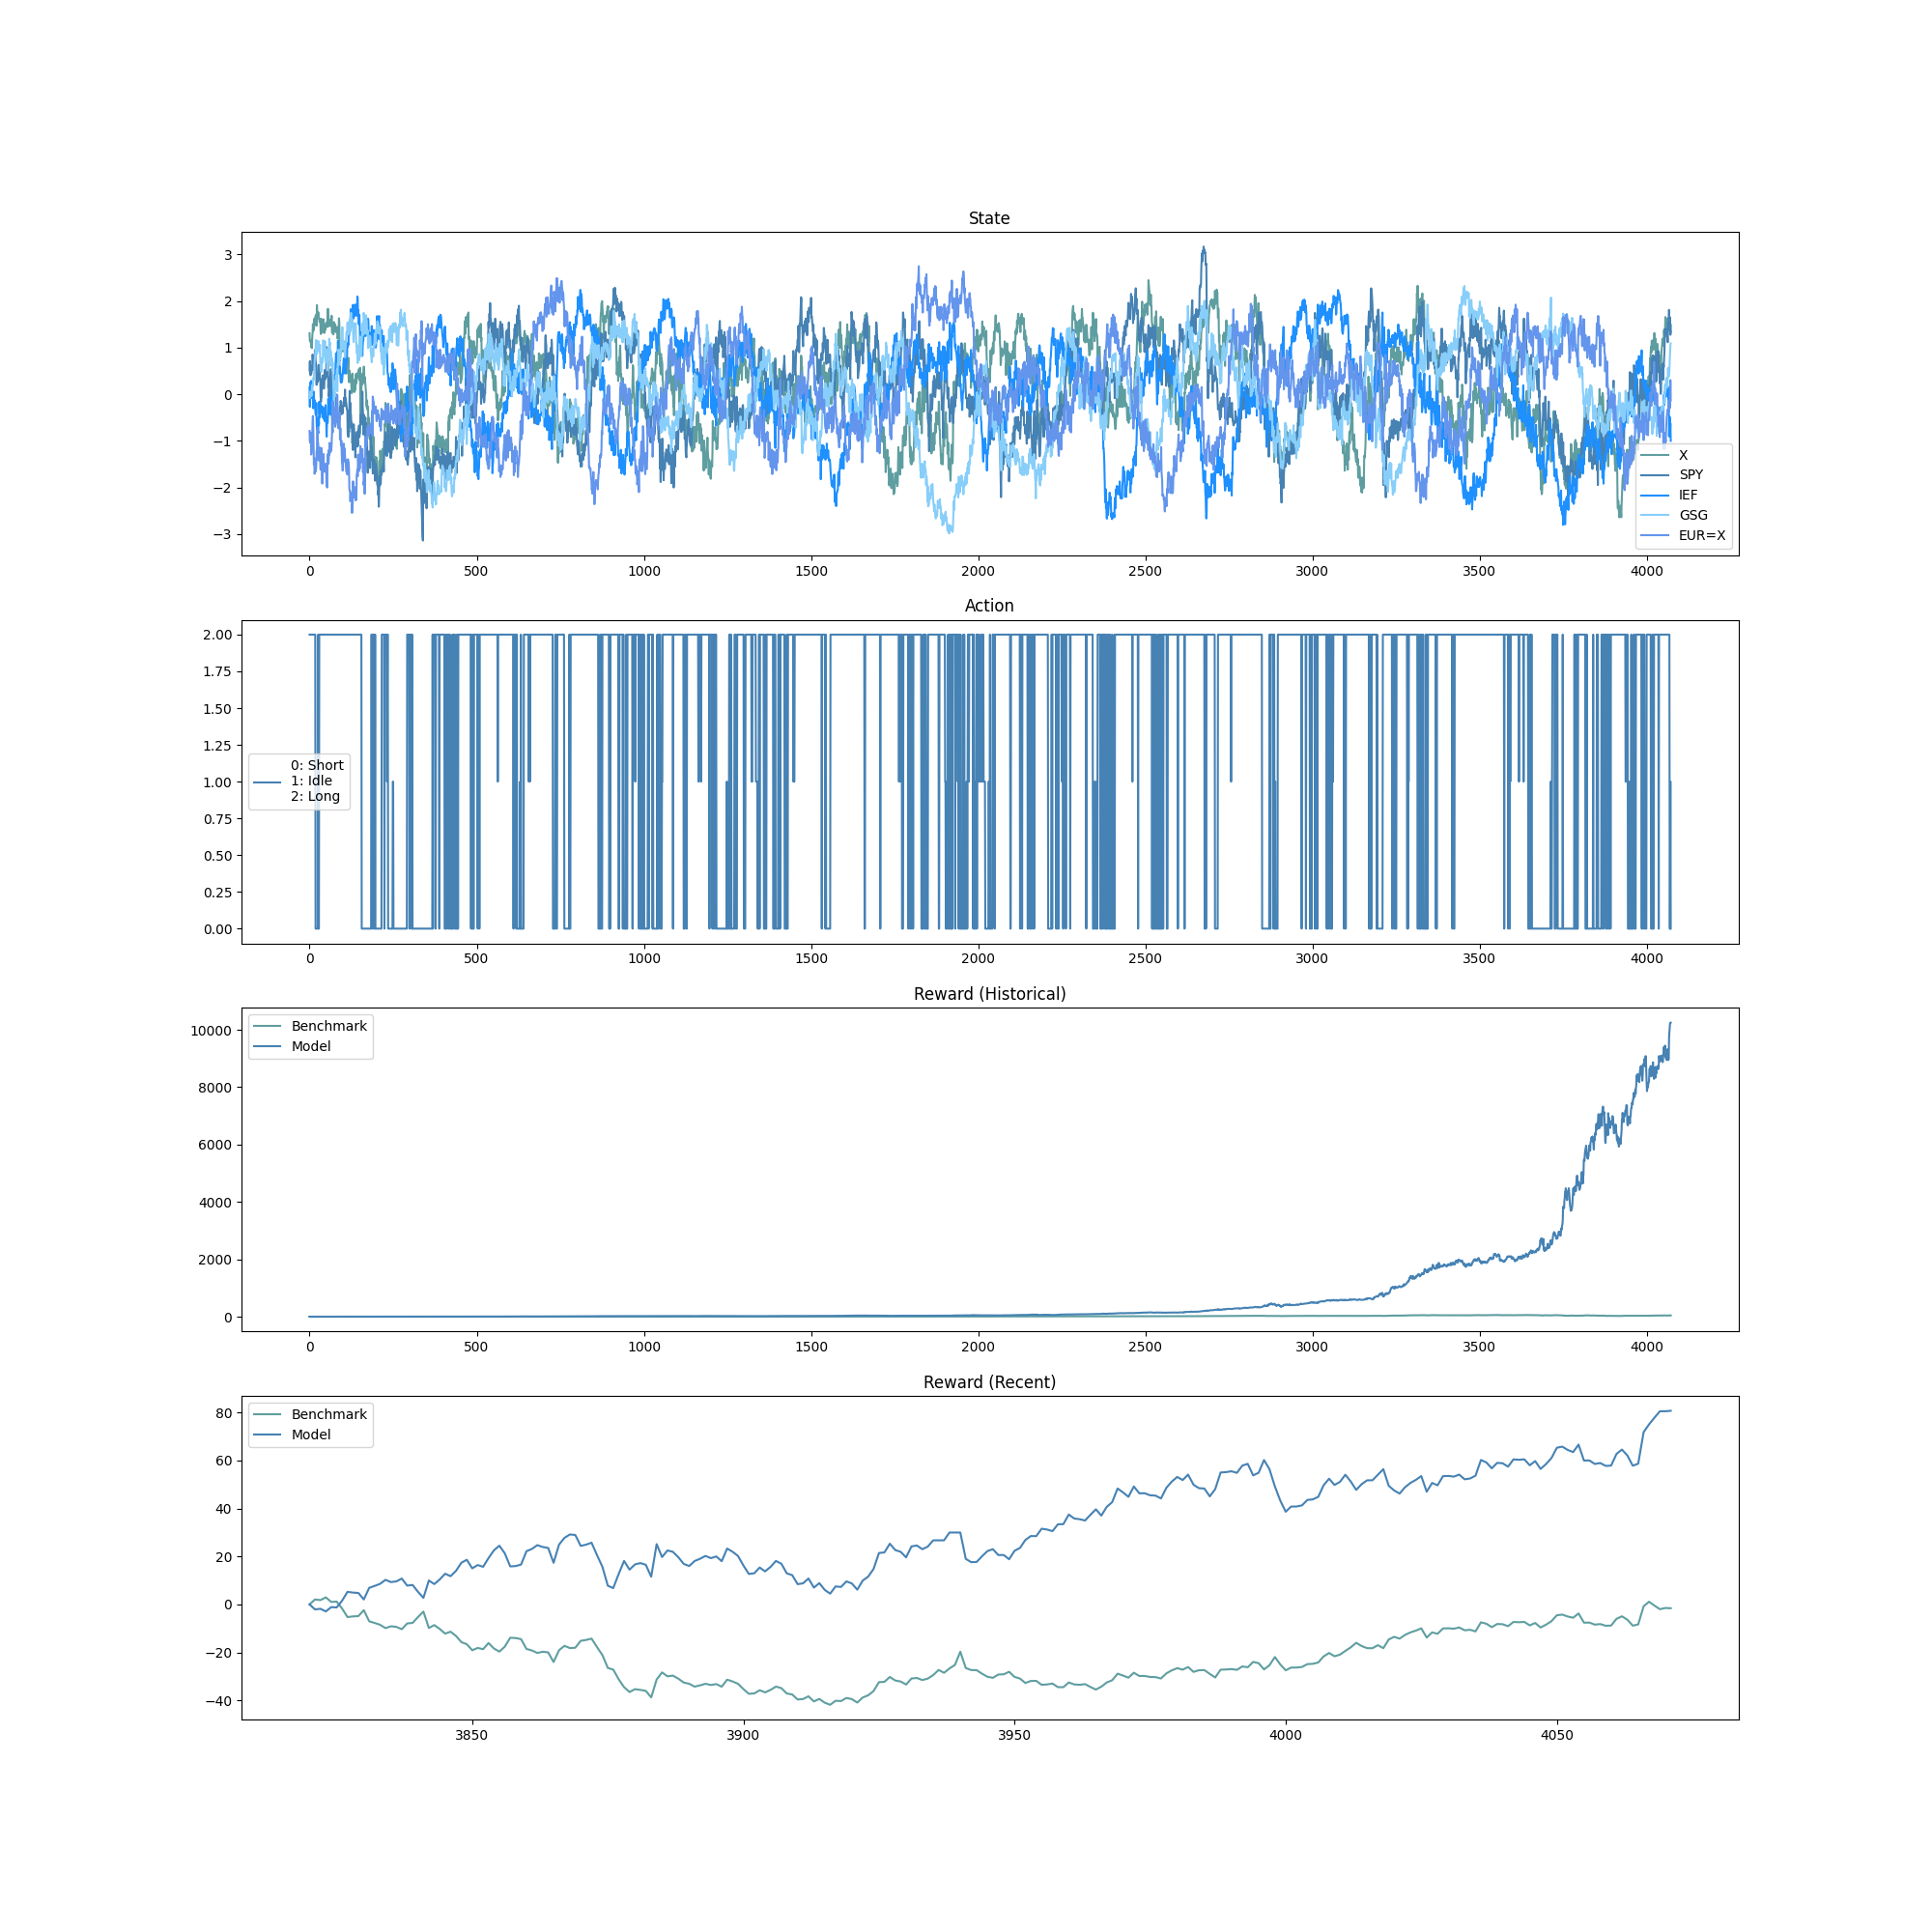 State
3
2
1
0
−1
−2
−3
X
SPY
IEF
GSG
EUR=X
0 500 1000 1500 2000 2500 3000 3500 4000
Action
2.00
1.75
1.50
1.25
1.00
0.75
0.50
0.25
0.00
0: Short
1: Idle
2: Long
0 500 1000 1500 2000 2500 3000 3500 4000
Reward (Historical)
Benchmark
Model
10000
8000
6000
4000
2000
0
0 500 1000 1500 2000 2500 3000 3500 4000
Reward (Recent)
Benchmark
Model
80
60
40
20
0
−20
−40
3850 3900 3950 4000 4050